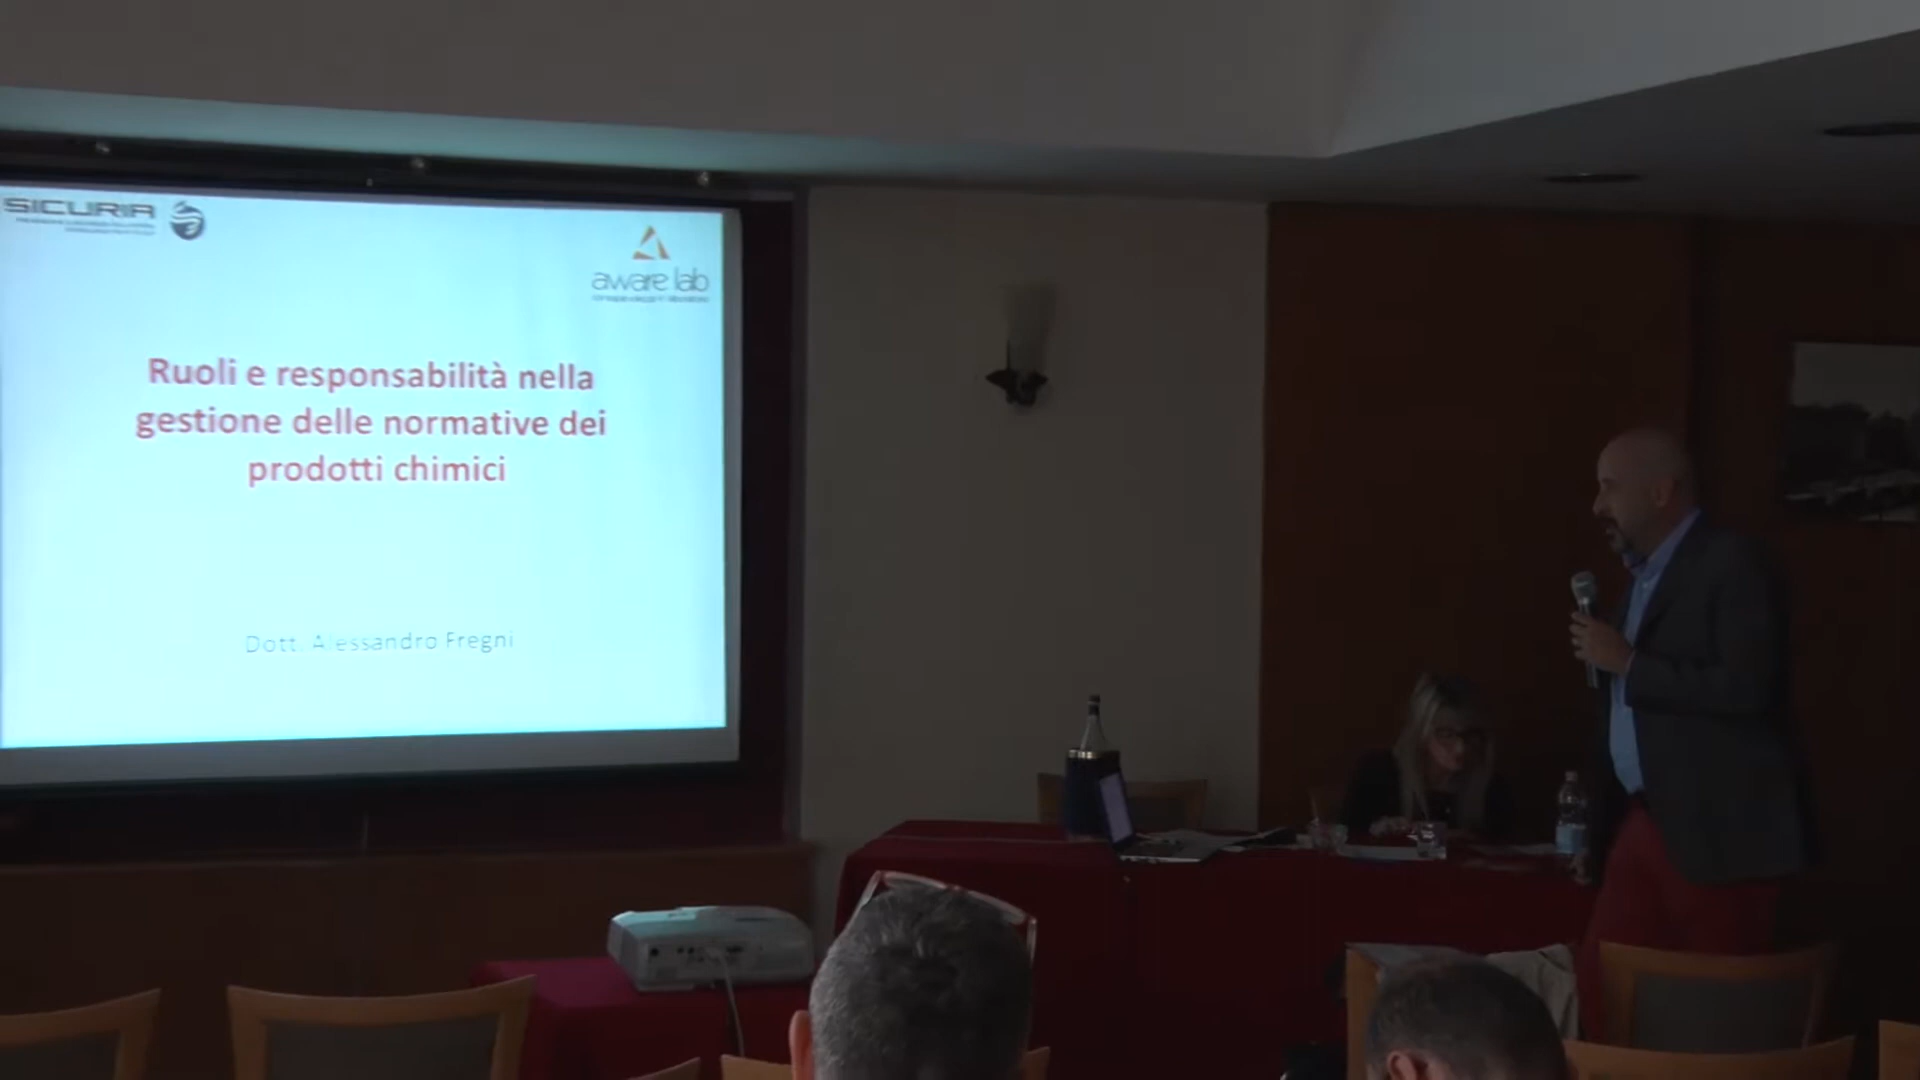 SICURIA
aware lab
Ruoli e responsabilità nella
gestione delle normative dei
prodotti chimici
Dott. Alessandro Fregni